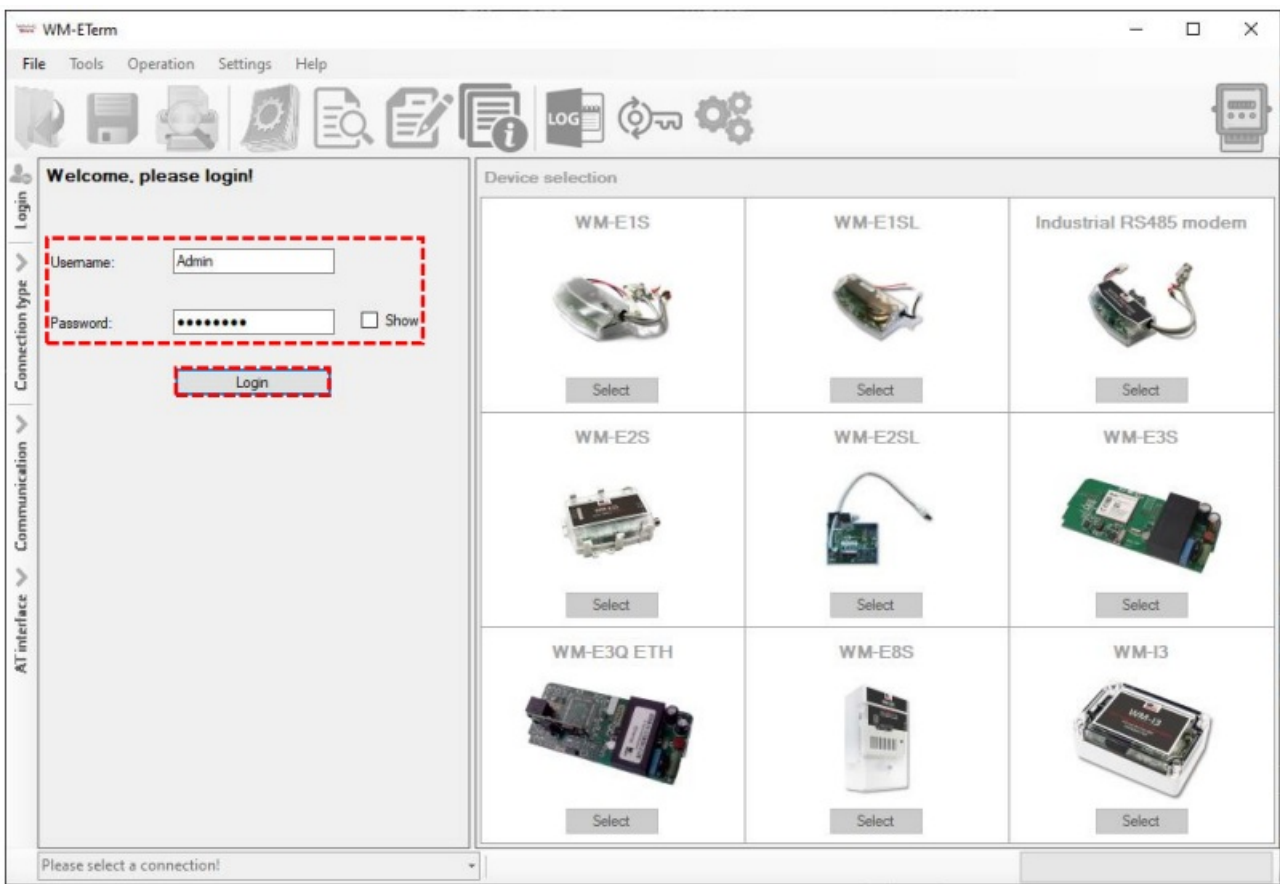 WM-ETerm
File Tools Operation Settings Help
LOG
Login
Connection type
Communication
AT interface
Welcome, please login!
Username: Admin
Password: ●●●●●●●● Show
Login
Device selection
WM-E1S WM-E1SL Industrial RS485 modem
Select Select Select
WM-E2S WM-E2SL WM-E3S
Select Select Select
WM-E3Q ETH WM-E8S WM-I3
WM-I3
Select Select Select
Please select a connection!